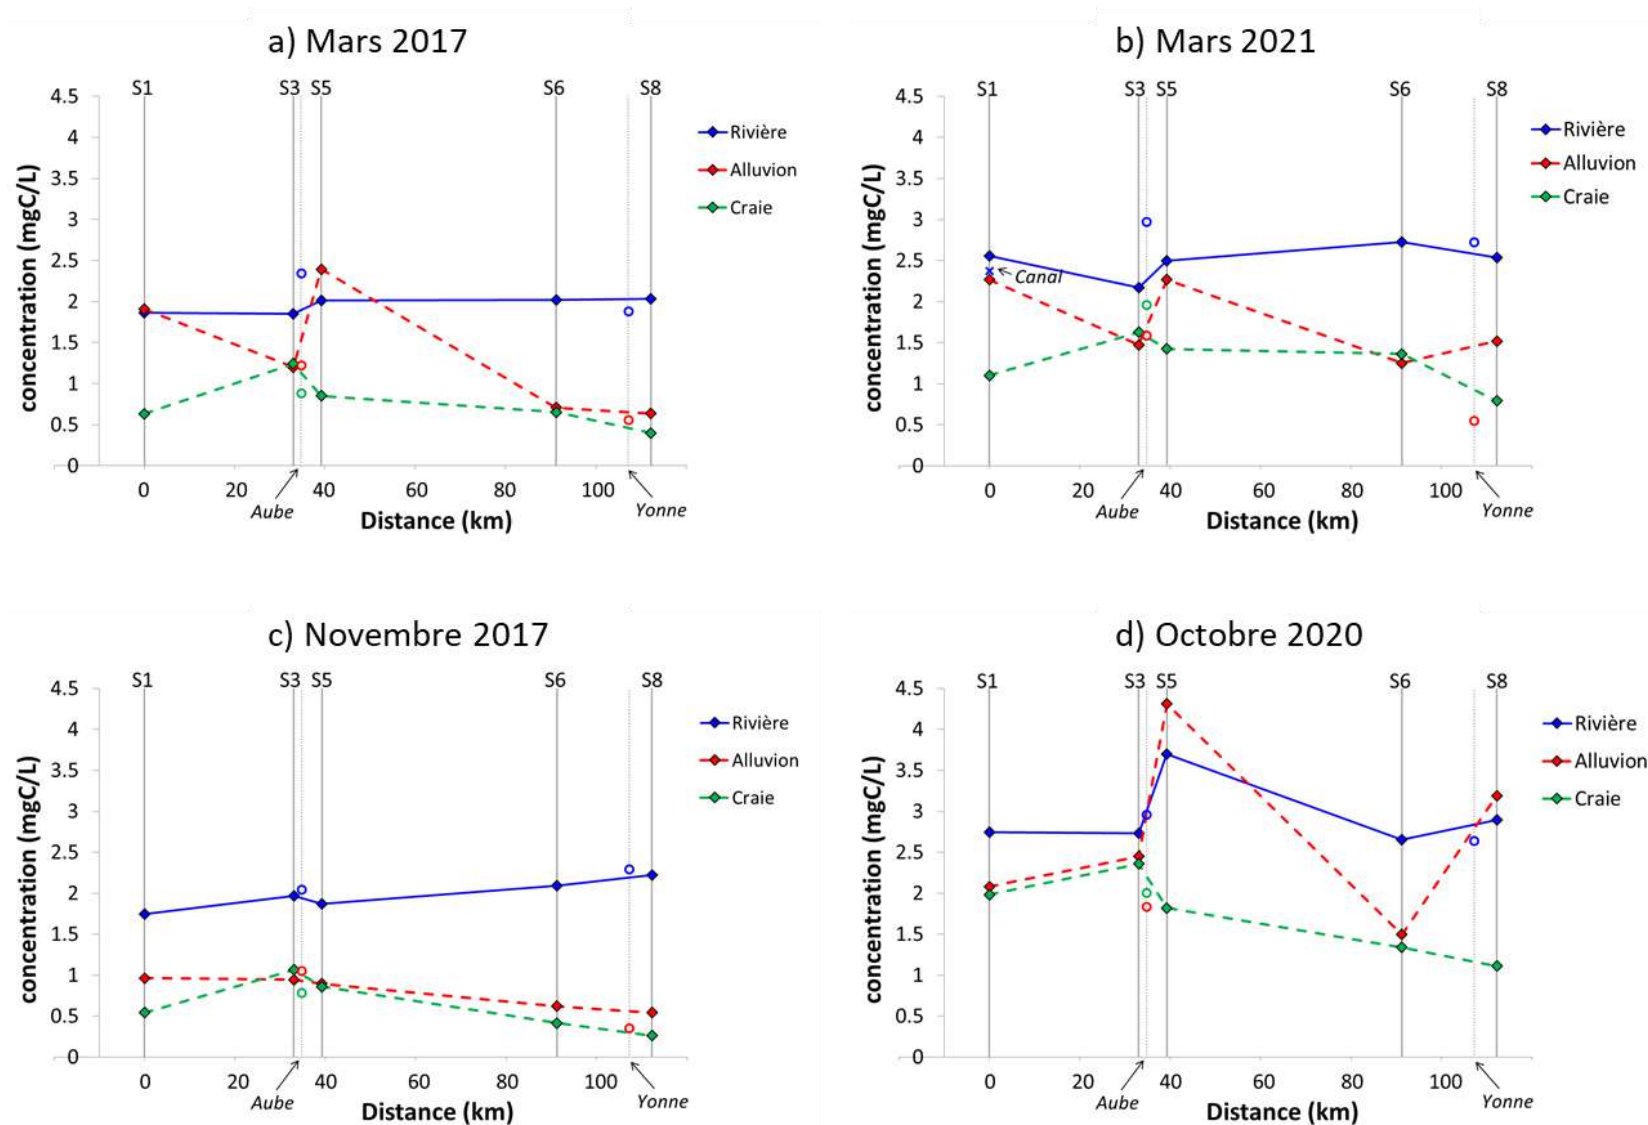 a) Mars 2017
S1 S3 S5 S6 S8
4.5
4
3.5
3
2.5
2
1.5
1
0.5
0
concentration (mgC/L)
Rivière
Alluvion
Craie
0 20 40 60 80 100
Aube
Distance (km)
Yonne
b) Mars 2021
S1 S3 S5 S6 S8
4.5
4
3.5
3
2.5
2
1.5
1
0.5
0
concentration (mgC/L)
Canal
Rivière
Alluvion
Craie
0 20 40 60 80 100
Aube
Distance (km)
Yonne
c) Novembre 2017
S1 S3 S5 S6 S8
4.5
4
3.5
3
2.5
2
1.5
1
0.5
0
concentration (mgC/L)
Rivière
Alluvion
Craie
0 20 40 60 80 100
Aube
Distance (km)
Yonne
d) Octobre 2020
S1 S3 S5 S6 S8
4.5
4
3.5
3
2.5
2
1.5
1
0.5
0
concentration (mgC/L)
Rivière
Alluvion
Craie
0 20 40 60 80 100
Aube
Distance (km)
Yonne